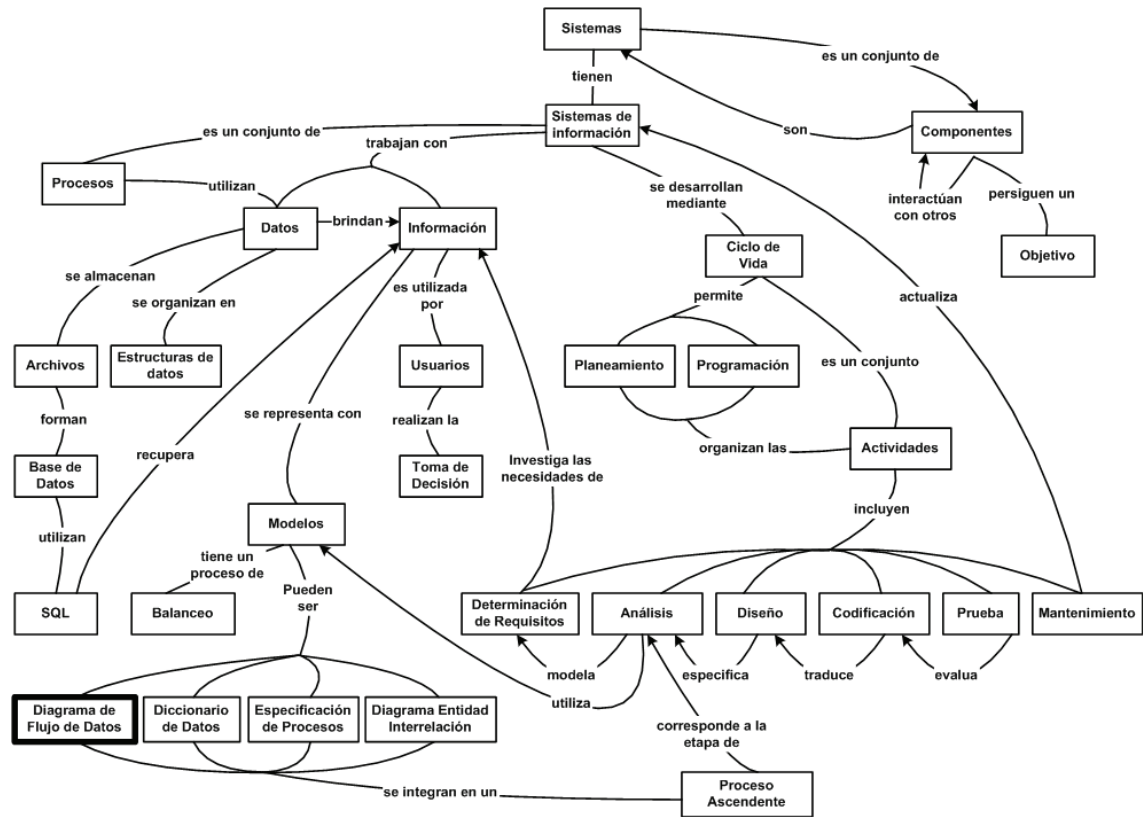 Sistemas
es un conjunto de
tienen
Sistemas de
información
Componentes
es un conjunto de
son
trabajan con
Procesos
utilizan
se desarrollan
mediante
interactúan
con otros
persiguen un
Datos
brindan
Información
Ciclo de
Vida
Objetivo
se almacenan
es utilizada
por
permite
actualiza
se organizan en
Archivos
Estructuras de
datos
Usuarios
Planeamiento
Programación
es un conjunto
forman
se representa con
realizan la
organizan las
Actividades
recupera
Base de
Datos
Toma de
Decisión
Investiga las
necesidades de
incluyen
Modelos
utilizan
tiene un
proceso de
Pueden
ser
SQL
Balanceo
Determinación
de Requisitos
Análisis
Diseño
Codificación
Prueba
Mantenimiento
modela
especifica
traduce
evalua
utiliza
Diagrama de
Flujo de Datos
Diccionario
de Datos
Especificación
de Procesos
Diagrama Entidad
Interrelación
corresponde a la
etapa de
se integran en un
Proceso
Ascendente